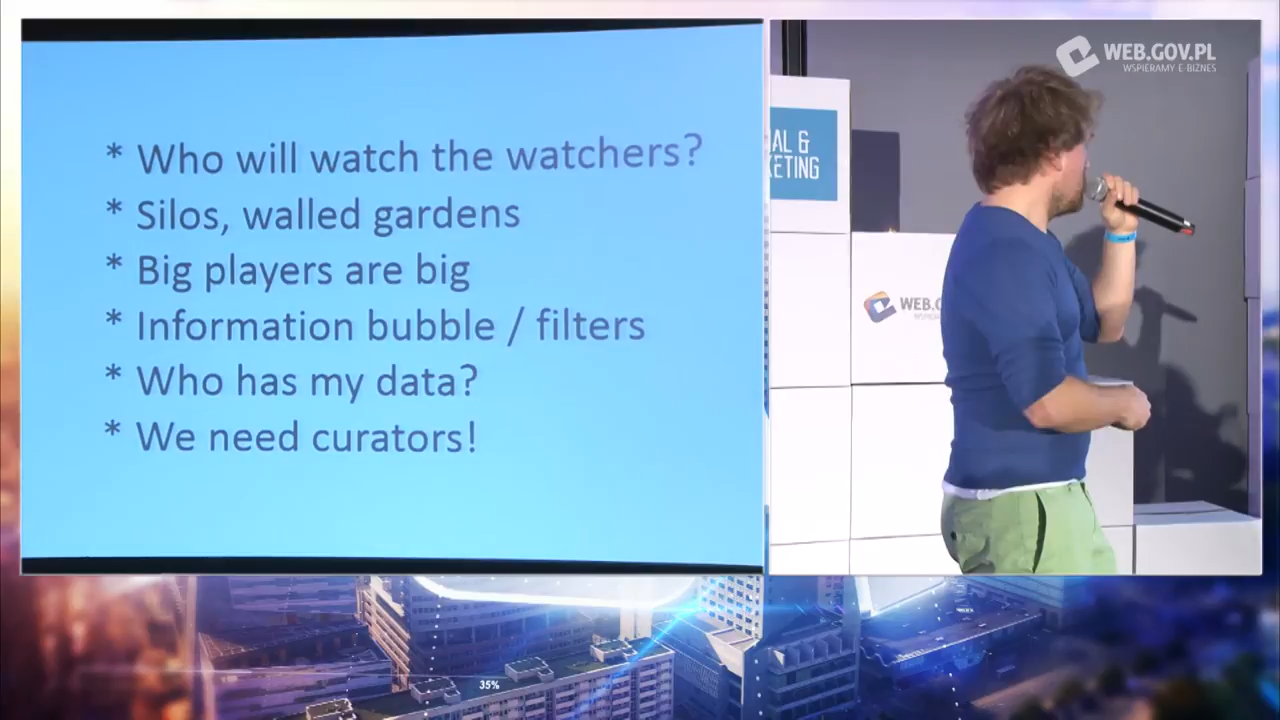 * Who will watch the watchers?
* Silos, walled gardens
* Big players are big
* Information bubble / filters
* Who has my data?
* We need curators!
WEB.GOV.PL
WSPIERAMY E-BIZNES
AL &
KETING
WEB.
35%